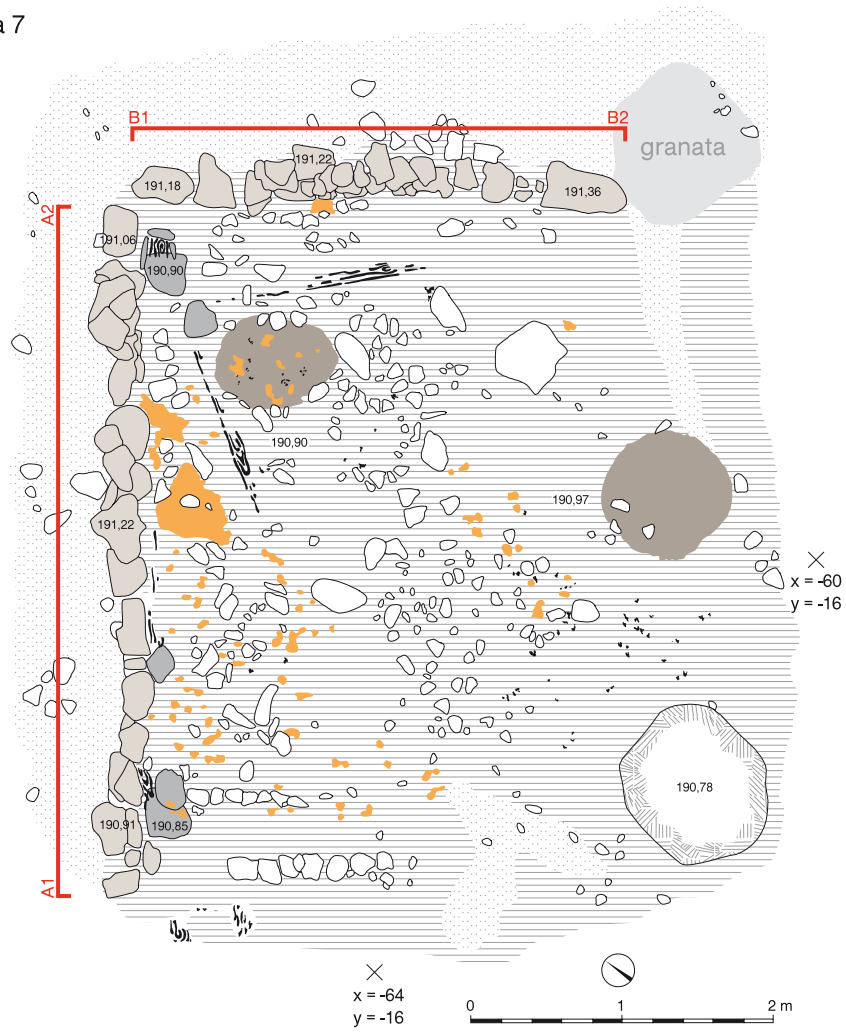 a 7
B1
B2
granata
191,22
191,18
191,36
A2
191,06
190,90
190,90
190,97
191,22
x = -60
y = -16
190,78
190,91
190,85
A1
x = -64
y = -16
0
1
2 m